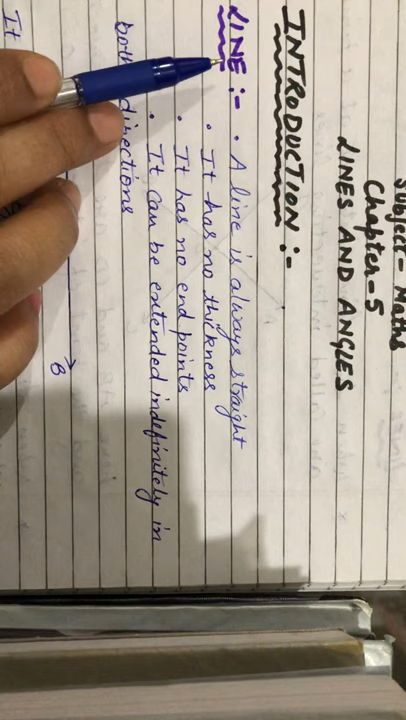 Subject - Maths
Chapter - 5
LINES AND ANGLES
INTRODUCTION :-
LINE :- • A line is always straight
• It has no thickness
• It has no end points
• It can be extended indefinitely in
both directions
B
It